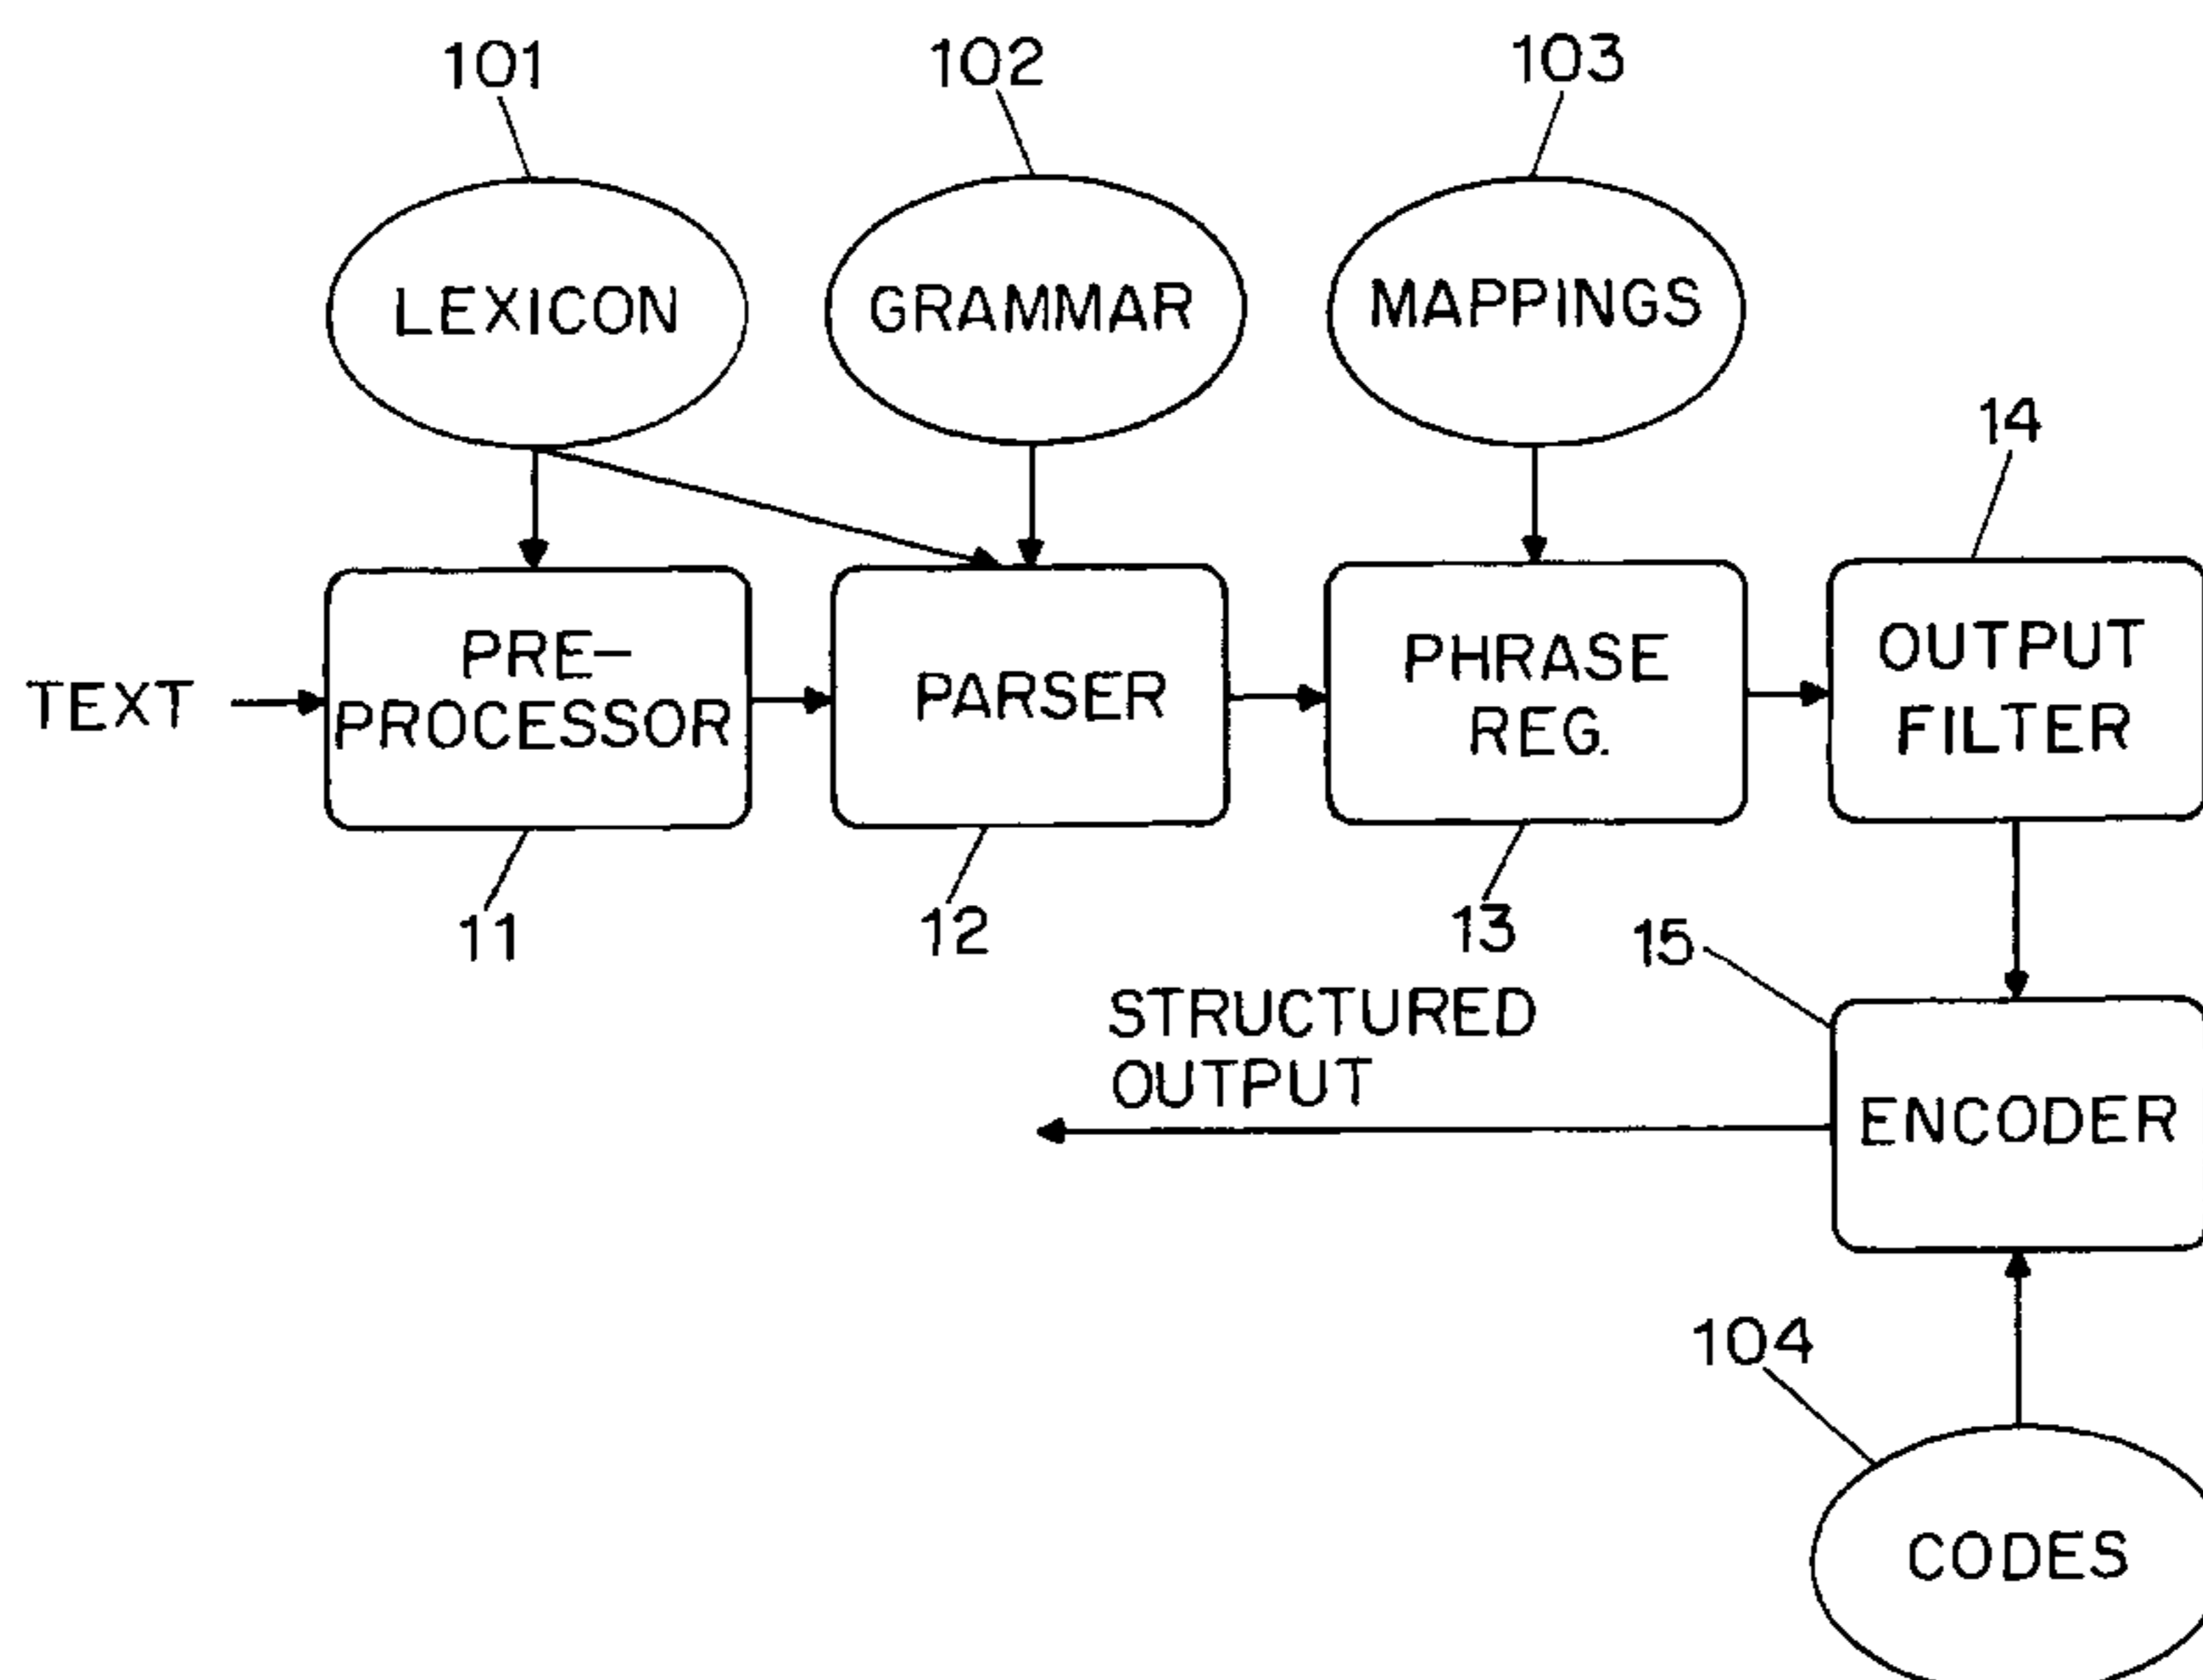 101
102
103
LEXICON
GRAMMAR
MAPPINGS
14
TEXT
PRE-
PROCESSOR
PARSER
PHRASE
REG.
OUTPUT
FILTER
11
12
13
15
STRUCTURED
OUTPUT
ENCODER
104
CODES